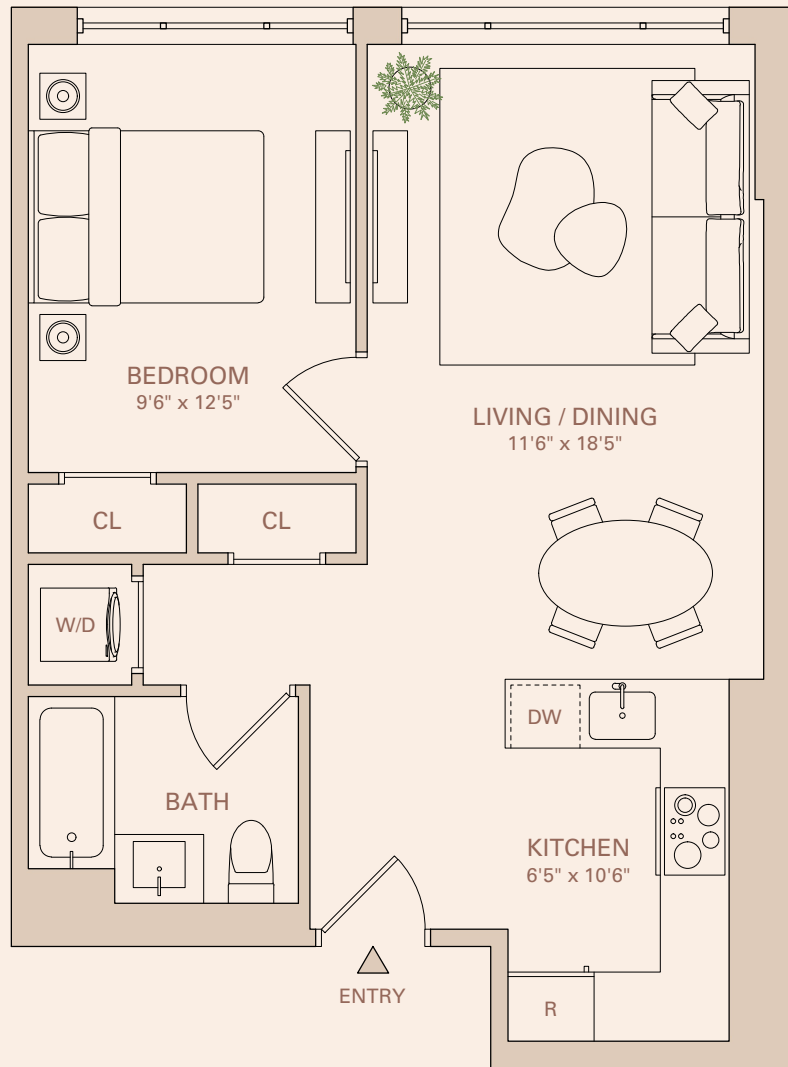 BEDROOM
9'6" x 12'5"
LIVING / DINING
11'6" x 18'5"
CL
CL
W/D
DW
BATH
KITCHEN
6'5" x 10'6"
ENTRY
R